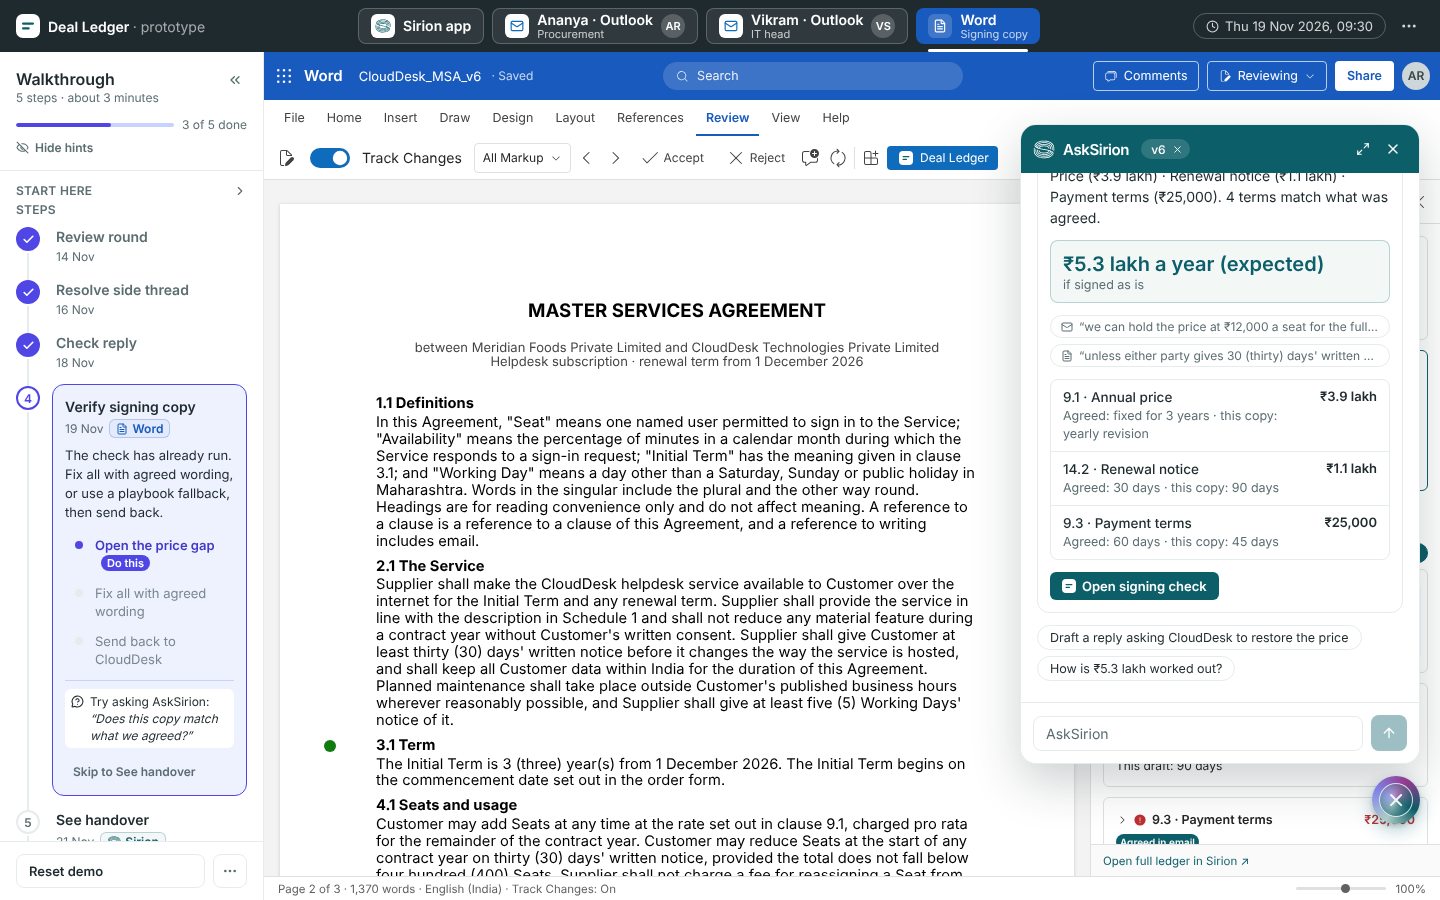 Deal Ledger · prototype
Sirion app
Ananya · Outlook
Procurement
AR
Vikram · Outlook
IT head
VS
Word
Signing copy
Thu 19 Nov 2026, 09:30
Walkthrough
5 steps · about 3 minutes
3 of 5 done
Hide hints
START HERE
STEPS
Review round
14 Nov
Resolve side thread
16 Nov
Check reply
18 Nov
4
Verify signing copy
19 Nov Word
The check has already run.
Fix all with agreed wording,
or use a playbook fallback,
then send back.
Open the price gap
Do this
Fix all with agreed
wording
Send back to
CloudDesk
Try asking AskSirion:
“Does this copy match
what we agreed?”
Skip to See handover
5
See handover
21 Nov Sirion
Reset demo
Word
CloudDesk_MSA_v6 · Saved
Search
Comments
Reviewing
Share
AR
File
Home
Insert
Draw
Design
Layout
References
Review
View
Help
Track Changes
All Markup
Accept
Reject
Deal Ledger
MASTER SERVICES AGREEMENT
between Meridian Foods Private Limited and CloudDesk Technologies Private Limited
Helpdesk subscription · renewal term from 1 December 2026
1.1 Definitions
In this Agreement, "Seat" means one named user permitted to sign in to the Service;
"Availability" means the percentage of minutes in a calendar month during which the
Service responds to a sign-in request; "Initial Term" has the meaning given in clause
3.1; and "Working Day" means a day other than a Saturday, Sunday or public holiday in
Maharashtra. Words in the singular include the plural and the other way round.
Headings are for reading convenience only and do not affect meaning. A reference to
a clause is a reference to a clause of this Agreement, and a reference to writing
includes email.
2.1 The Service
Supplier shall make the CloudDesk helpdesk service available to Customer over the
internet for the Initial Term and any renewal term. Supplier shall provide the service in
line with the description in Schedule 1 and shall not reduce any material feature during
a contract year without Customer's written consent. Supplier shall give Customer at
least thirty (30) days' written notice before it changes the way the service is hosted,
and shall keep all Customer data within India for the duration of this Agreement.
Planned maintenance shall take place outside Customer's published business hours
wherever reasonably possible, and Supplier shall give at least five (5) Working Days'
notice of it.
3.1 Term
The Initial Term is 3 (three) year(s) from 1 December 2026. The Initial Term begins on
the commencement date set out in the order form.
4.1 Seats and usage
Customer may add Seats at any time at the rate set out in clause 9.1, charged pro rata
for the remainder of the contract year. Customer may reduce Seats at the start of any
contract year on thirty (30) days' written notice, provided the total does not fall below
four hundred (400) Seats. Supplier shall not charge a fee for reassigning a Seat from
Page 2 of 3 · 1,370 words · English (India) · Track Changes: On
100%
AskSirion
v6
Price (₹3.9 lakh) · Renewal notice (₹1.1 lakh) ·
Payment terms (₹25,000). 4 terms match what was
agreed.
₹5.3 lakh a year (expected)
if signed as is
“we can hold the price at ₹12,000 a seat for the full...
“unless either party gives 30 (thirty) days' written ...
9.1 · Annual price
₹3.9 lakh
Agreed: fixed for 3 years · this copy:
yearly revision
14.2 · Renewal notice
₹1.1 lakh
Agreed: 30 days · this copy: 90 days
9.3 · Payment terms
₹25,000
Agreed: 60 days · this copy: 45 days
Open signing check
Draft a reply asking CloudDesk to restore the price
How is ₹5.3 lakh worked out?
AskSirion
This draft: 90 days
9.3 · Payment terms
Agreed in email
Open full ledger in Sirion